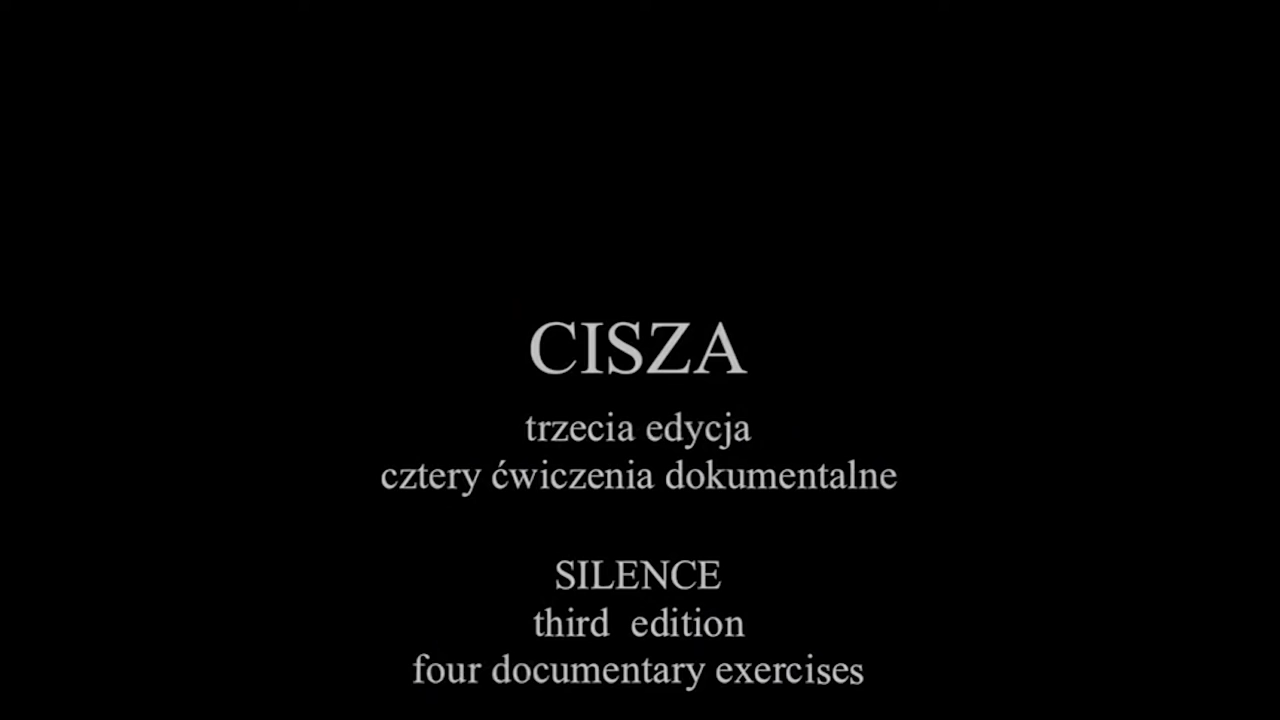 CISZA
trzecia edycja
cztery ćwiczenia dokumentalne
SILENCE
third edition
four documentary exercises